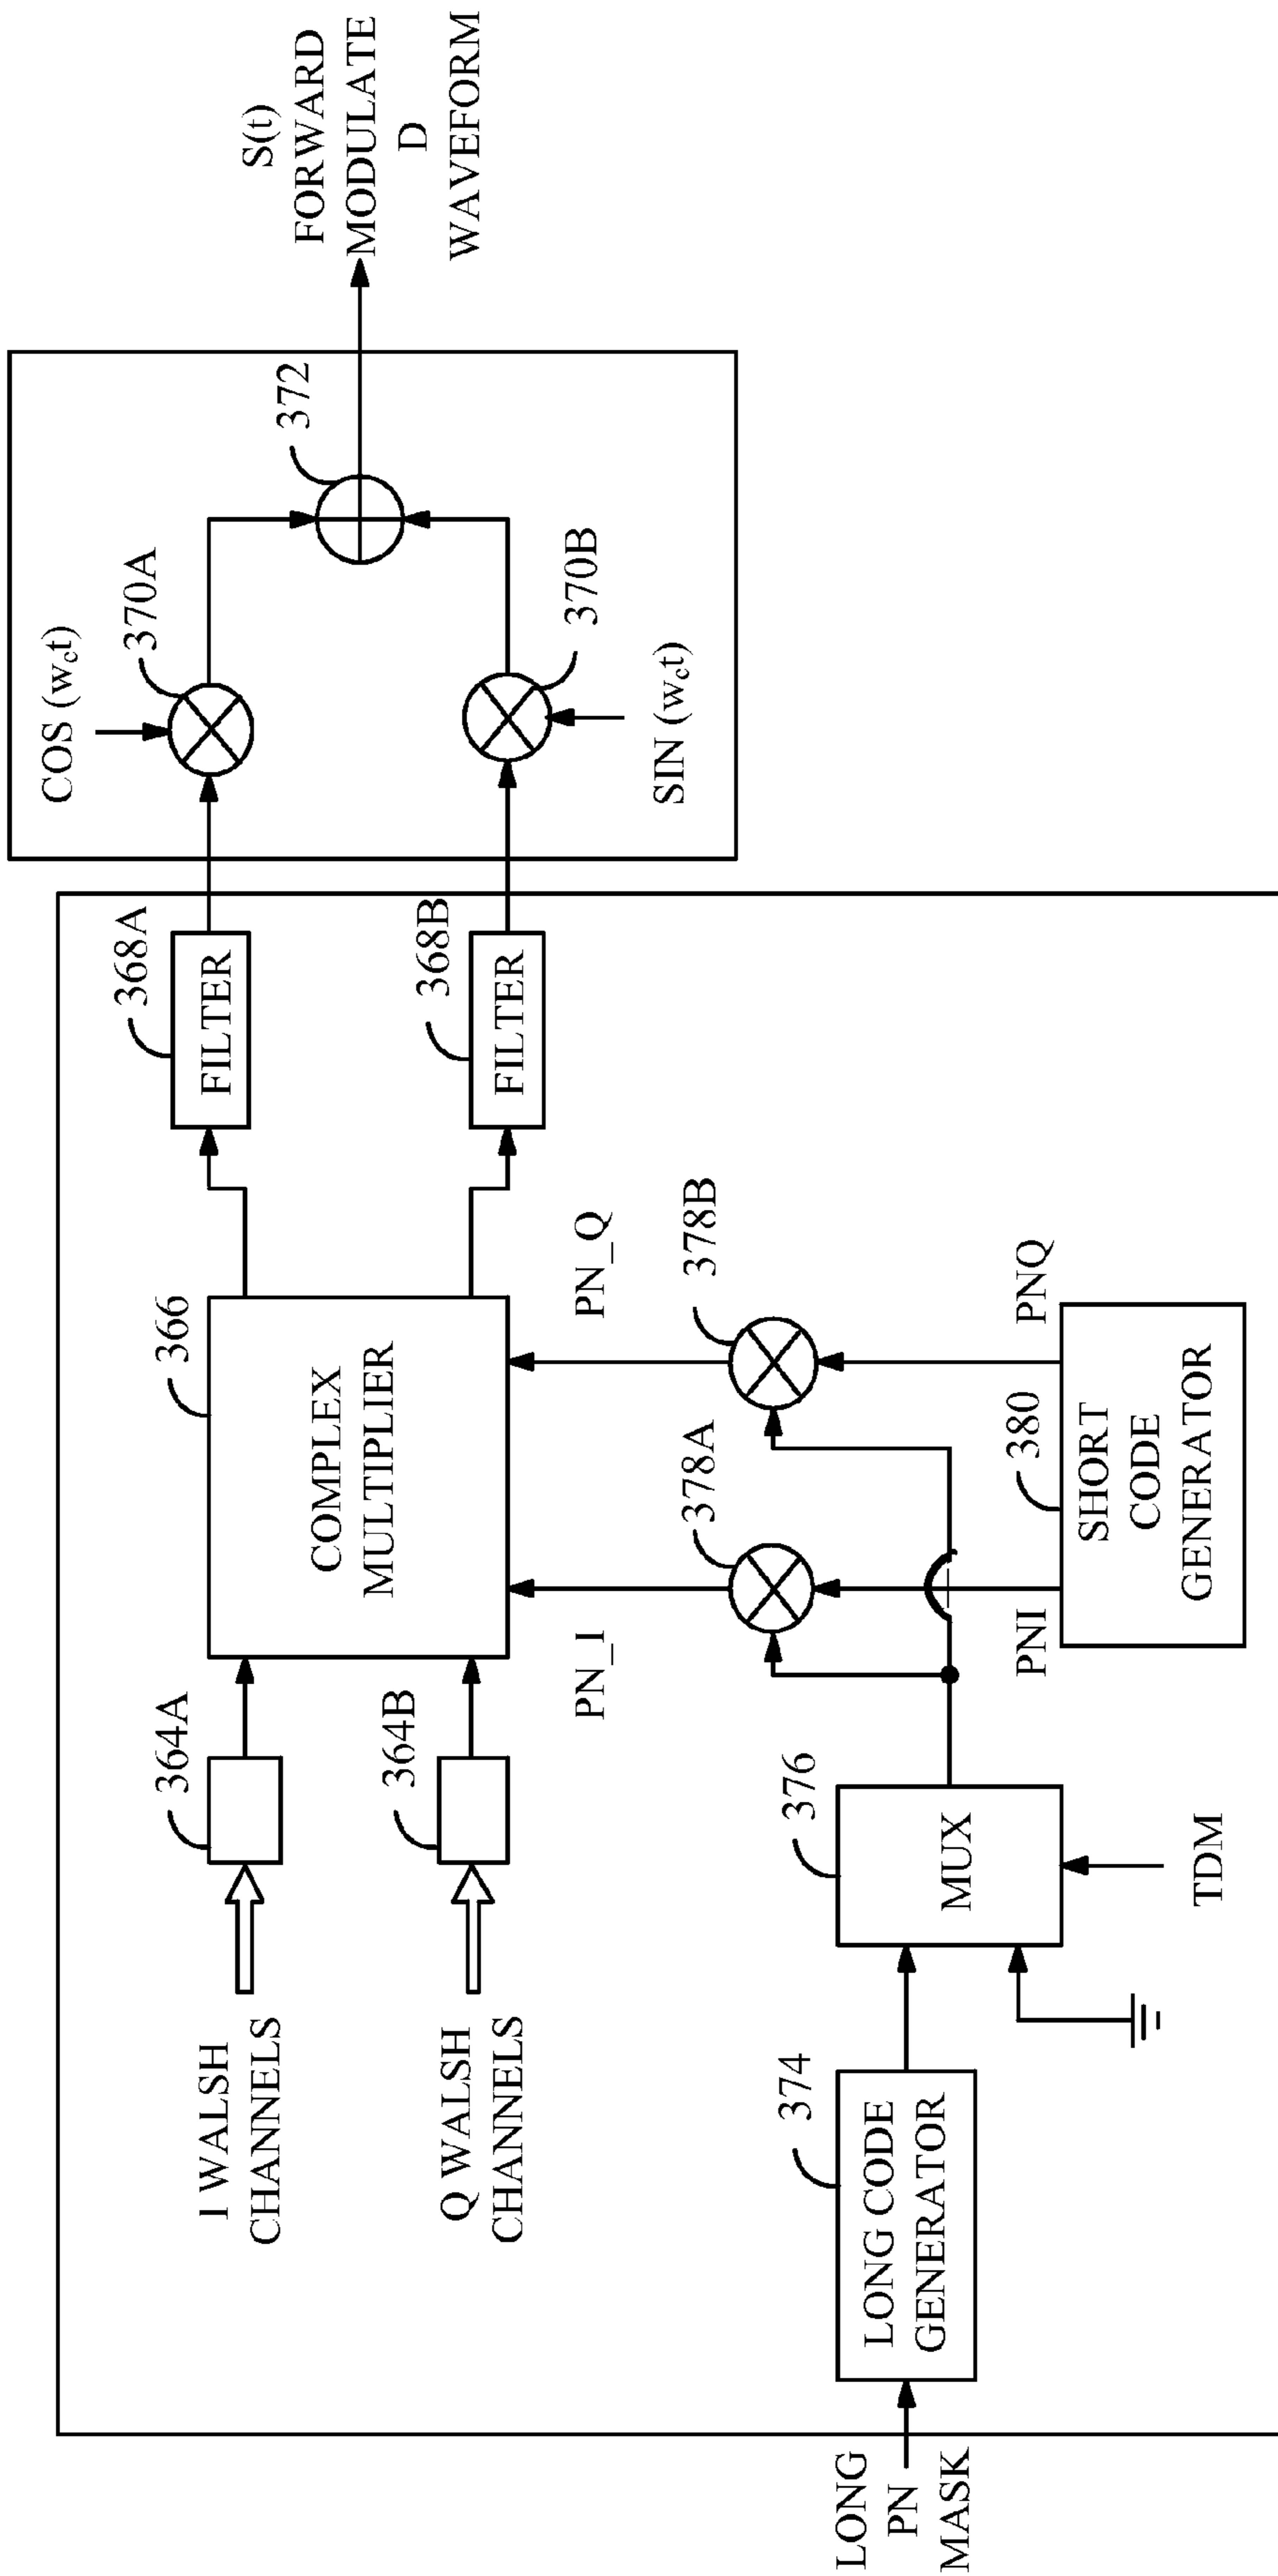 I WALSH
CHANNELS
364A
366
COMPLEX
MULTIPLIER
368A
FILTER
COS (wct)
370A
372
S(t)
FORWARD
MODULATE
D
WAVEFORM
Q WALSH
CHANNELS
364B
368B
FILTER
370B
SIN (wct)
PN_I
PN_Q
378A
378B
LONG
PN
MASK
374
LONG CODE
GENERATOR
376
MUX
TDM
PNI
PNQ
380
SHORT
CODE
GENERATOR